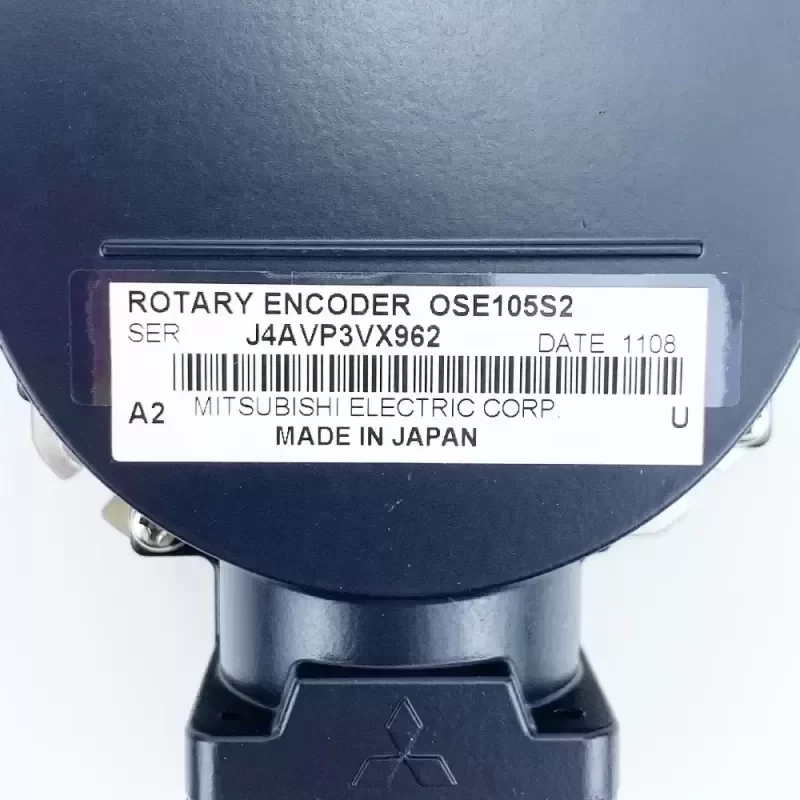 ROTARY ENCODER OSE105S2
SER J4AVP3VX962 DATE 1108
A2 MITSUBISHI ELECTRIC CORP. U
MADE IN JAPAN